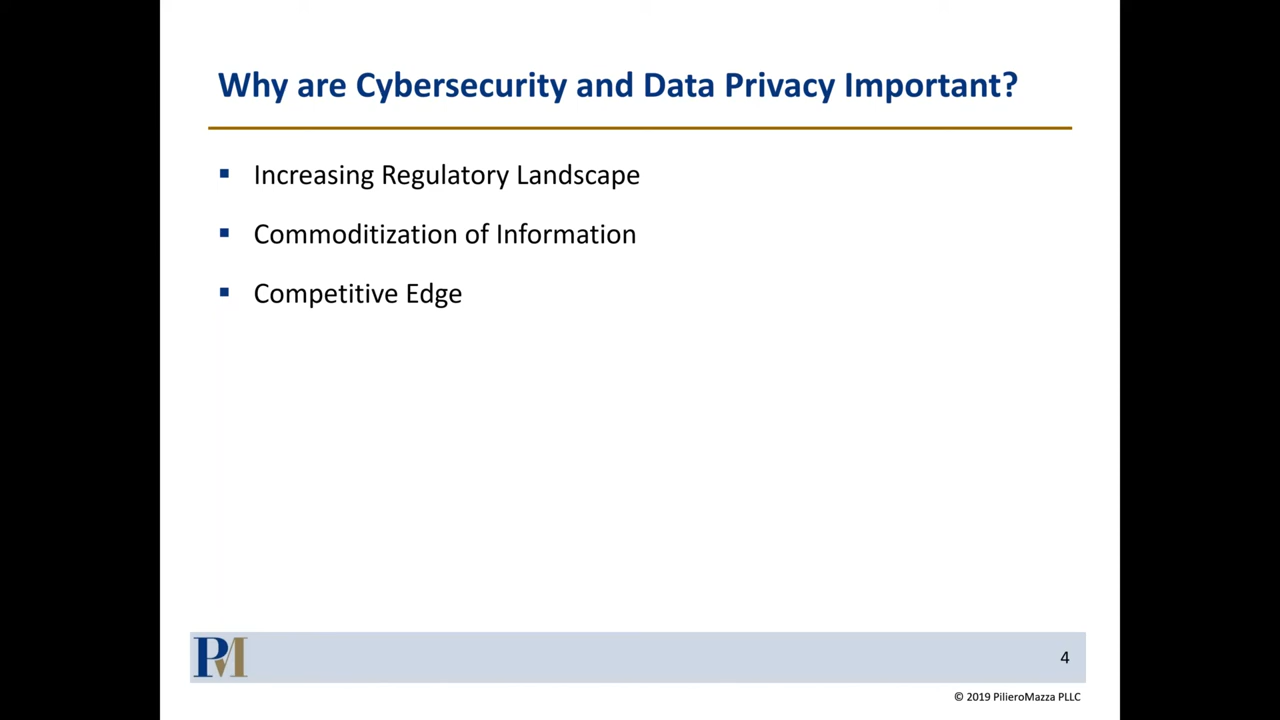 Why are Cybersecurity and Data Privacy Important?
Increasing Regulatory Landscape
Commoditization of Information
Competitive Edge
PM
4
© 2019 PilieroMazza PLLC